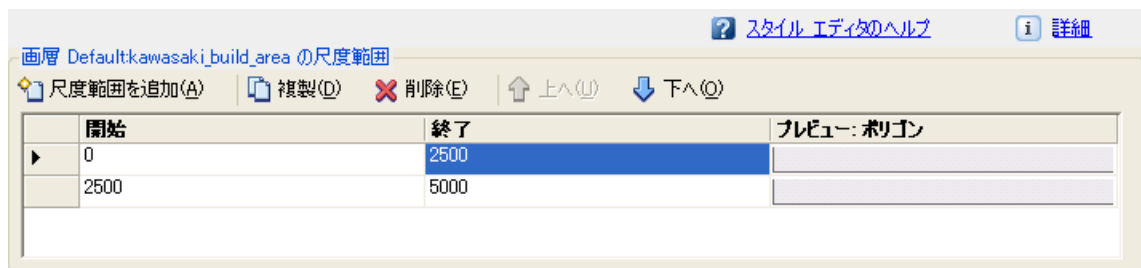 スタイル エディタのヘルプ 詳細
画層 Default:kawasaki_build_area の尺度範囲
尺度範囲を追加(A) 複製(D) 削除(E) 上へ(U) 下へ(O)
開始 終了 プレビュー: ポリゴン
0 2500
2500 5000